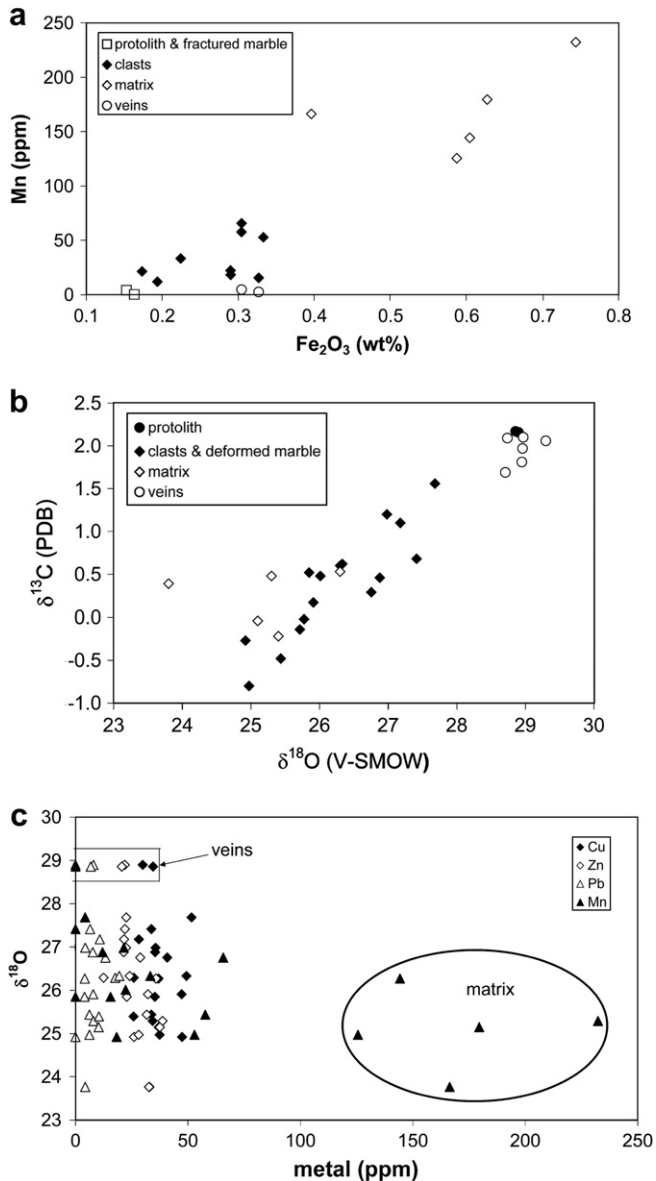 a
250
200
150
100
50
0
Mn (ppm)
protolith & fractured marble
clasts
matrix
veins
0.1 0.2 0.3 0.4 0.5 0.6 0.7 0.8
Fe₂O₃ (wt%)
b
2.5
2.0
1.5
1.0
0.5
0.0
-0.5
-1.0
δ¹³C (PDB)
protolith
clasts & deformed marble
matrix
veins
23 24 25 26 27 28 29 30
δ¹⁸O (V-SMOW)
c
30
29
28
27
26
25
24
23
δ¹⁸O
veins
Cu
Zn
Pb
Mn
matrix
0 50 100 150 200 250
metal (ppm)